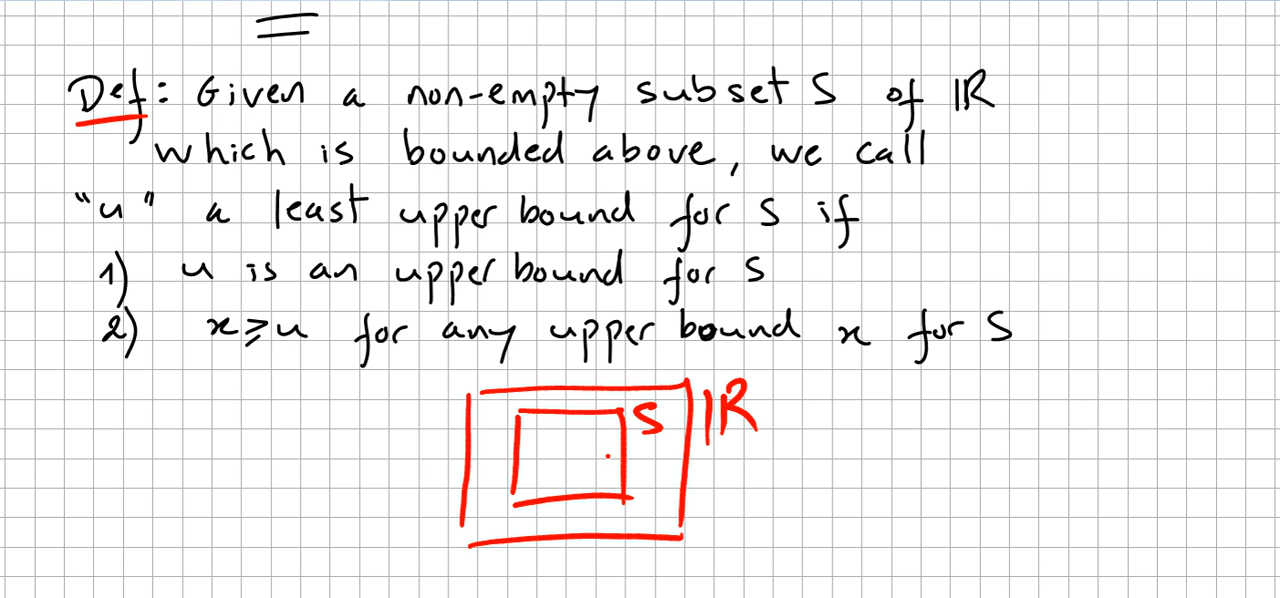 Def: Given a non-empty subset S of ℝ
which is bounded above, we call
"u" a least upper bound for S if
1) u is an upper bound for S
2) x ⩾ u for any upper bound x for S
S ℝ